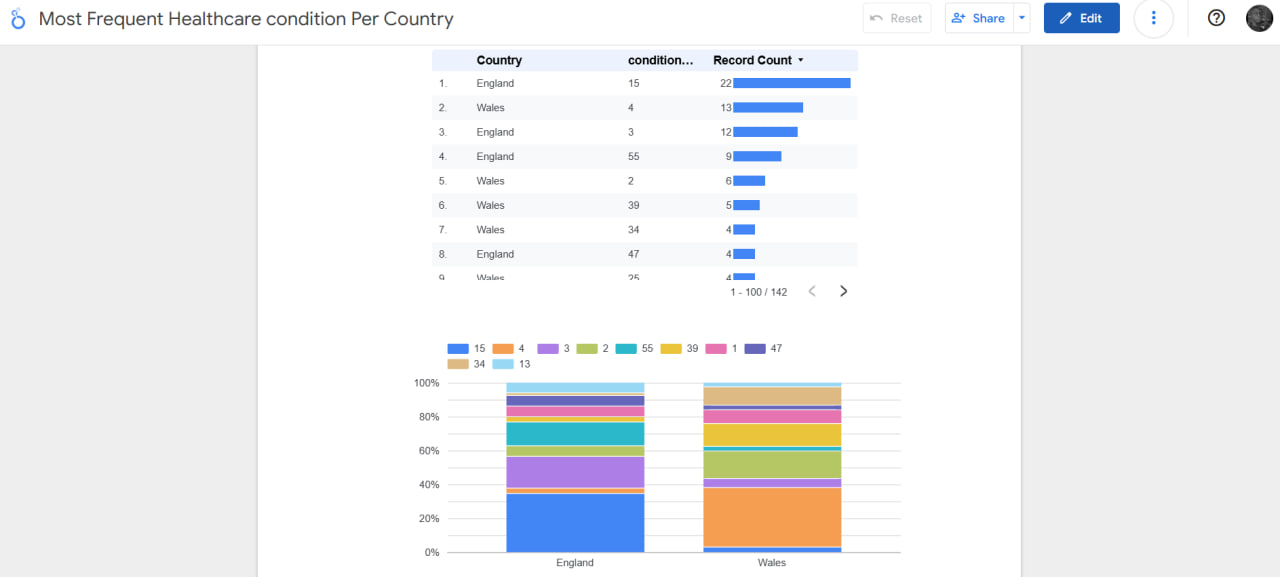 Most Frequent Healthcare condition Per Country
Reset
Share
Edit
Country condition... Record Count
1. England 15 22
2. Wales 4 13
3. England 3 12
4. England 55 9
5. Wales 2 6
6. Wales 39 5
7. Wales 34 4
8. England 47 4
9. Wales 25 4
1 - 100 / 142
15 4 3 2 55 39 1 47
34 13
100%
80%
60%
40%
20%
0%
England Wales